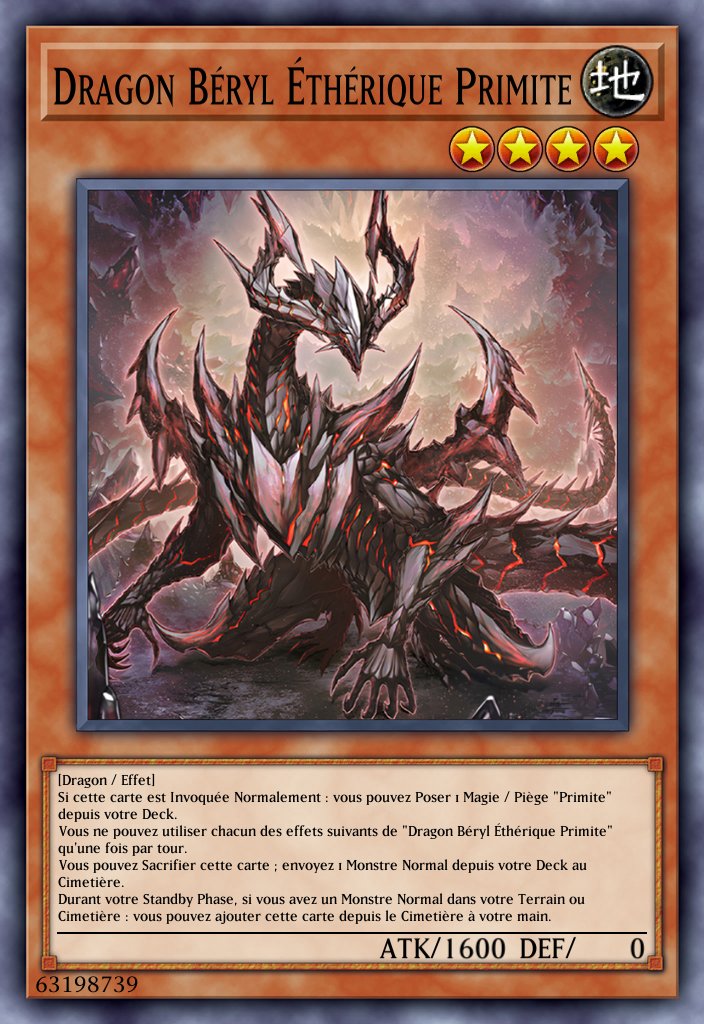 Dragon Béryl Éthérique Primite
地
[Dragon / Effet]
Si cette carte est Invoquée Normalement : vous pouvez Poser 1 Magie / Piège "Primite"
depuis votre Deck.
Vous ne pouvez utiliser chacun des effets suivants de "Dragon Béryl Éthérique Primite"
qu'une fois par tour.
Vous pouvez Sacrifier cette carte ; envoyez 1 Monstre Normal depuis votre Deck au
Cimetière.
Durant votre Standby Phase, si vous avez un Monstre Normal dans votre Terrain ou
Cimetière : vous pouvez ajouter cette carte depuis le Cimetière à votre main.
ATK/1600 DEF/ 0
63198739